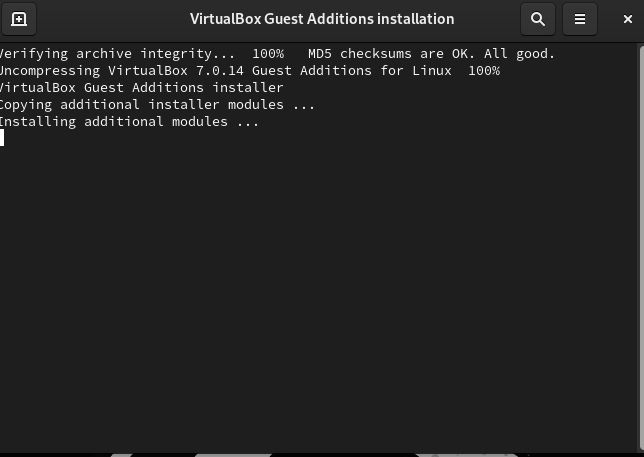 VirtualBox Guest Additions installation
Verifying archive integrity...  100%   MD5 checksums are OK. All good.
Uncompressing VirtualBox 7.0.14 Guest Additions for Linux  100%
VirtualBox Guest Additions installer
Copying additional installer modules ...
Installing additional modules ...